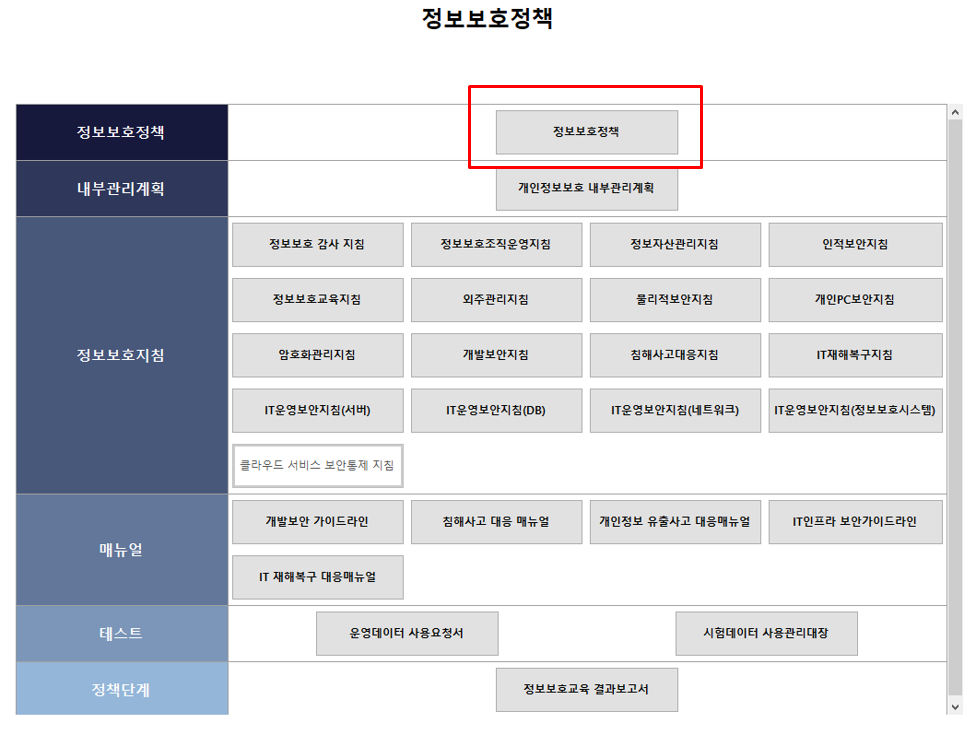 정보보호정책
정보보호정책
정보보호정책
내부관리계획
개인정보보호 내부관리계획
정보보호지침
정보보호 감사 지침
정보보호조직운영지침
정보자산관리지침
인적보안지침
정보보호교육지침
외주관리지침
물리적보안지침
개인PC보안지침
암호화관리지침
개발보안지침
침해사고대응지침
IT재해복구지침
IT운영보안지침(서버)
IT운영보안지침(DB)
IT운영보안지침(네트워크)
IT운영보안지침(정보보호시스템)
클라우드 서비스 보안통제 지침
매뉴얼
개발보안 가이드라인
침해사고 대응 매뉴얼
개인정보 유출사고 대응매뉴얼
IT인프라 보안가이드라인
IT 재해복구 대응매뉴얼
테스트
운영데이터 사용요청서
시험데이터 사용관리대장
정책단계
정보보호교육 결과보고서